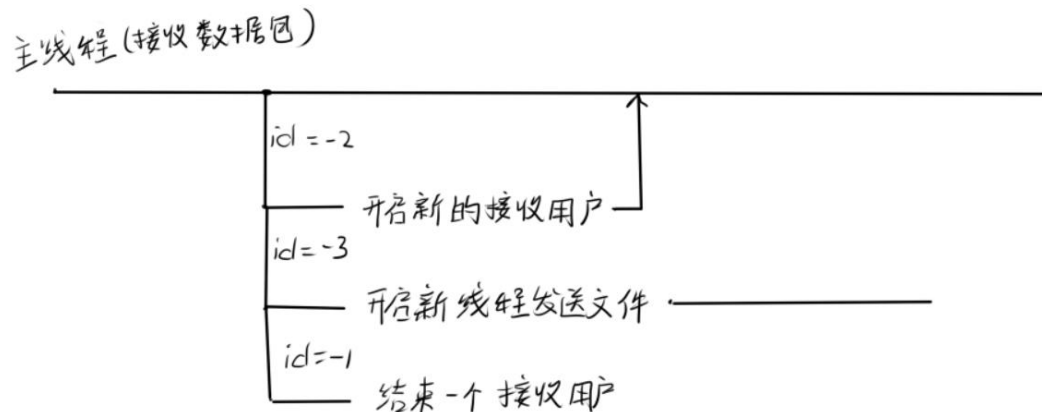 主线程(接收数据包)
id=-2
开启新的接收用户
id=-3
开启新线程发送文件
id=-1
结束一个接收用户